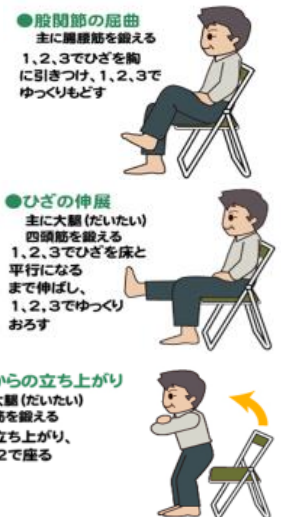 ●股関節の屈曲
主に腸腰筋を鍛える
1、2、3でひざを胸
に引きつけ、1、2、3で
ゆっくりもどす
●ひざの伸展
主に大腿(だいたい)
四頭筋を鍛える
1、2、3でひざを床と
平行になる
まで伸ばし、
1、2、3でゆっくり
おろす
からの立ち上がり
腿(だいたい)
筋を鍛える
立ち上がり、
2で座る